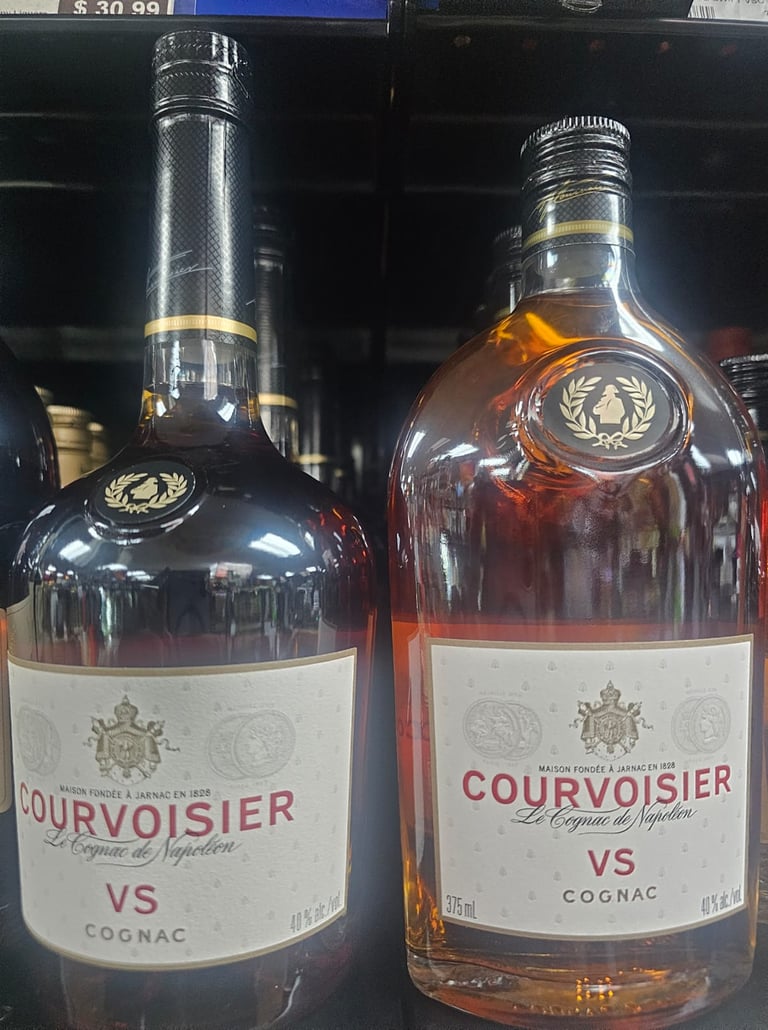 $ 30.99
MAISON FONDÉE À JARNAC EN 1828
COURVOISIER
Le Cognac de Napoléon
VS
COGNAC
40 % alc./vol.
MAISON FONDÉE À JARNAC EN 1828
COURVOISIER
Le Cognac de Napoléon
VS
COGNAC
375 mL
40 % alc./vol.